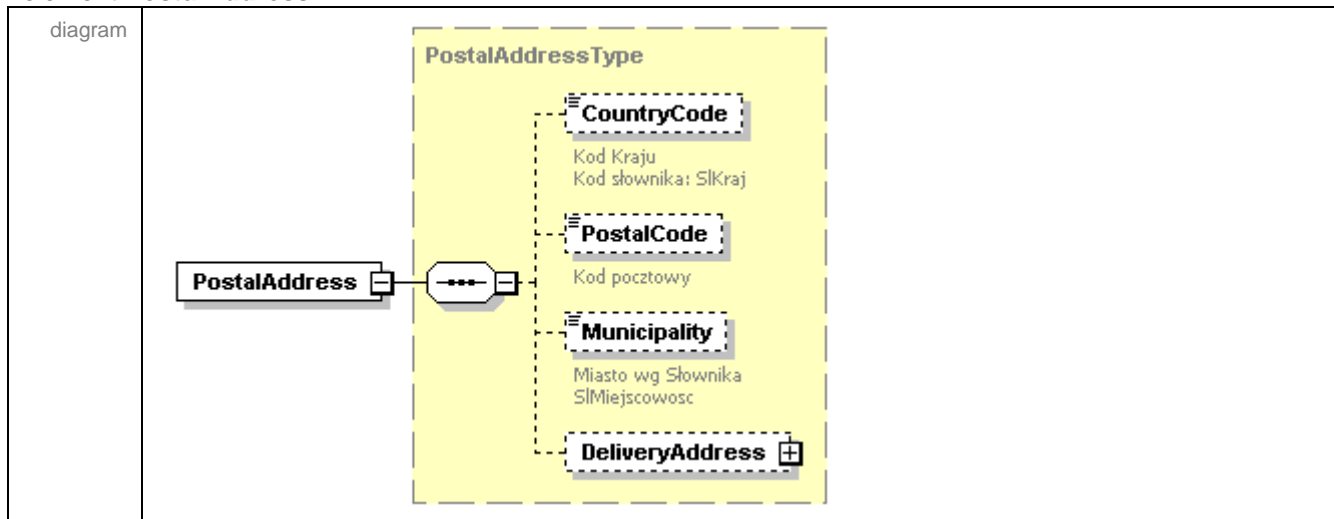 diagram
PostalAddressType
CountryCode
Kod Kraju
Kod słownika: SlKraj
PostalCode
Kod pocztowy
PostalAddress
Municipality
Miasto wg Słownika
SlMiejscowosc
DeliveryAddress